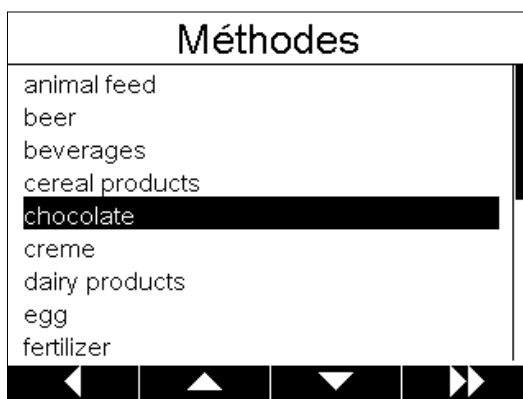 Méthodes
animal feed
beer
beverages
cereal products
chocolate
creme
dairy products
egg
fertilizer